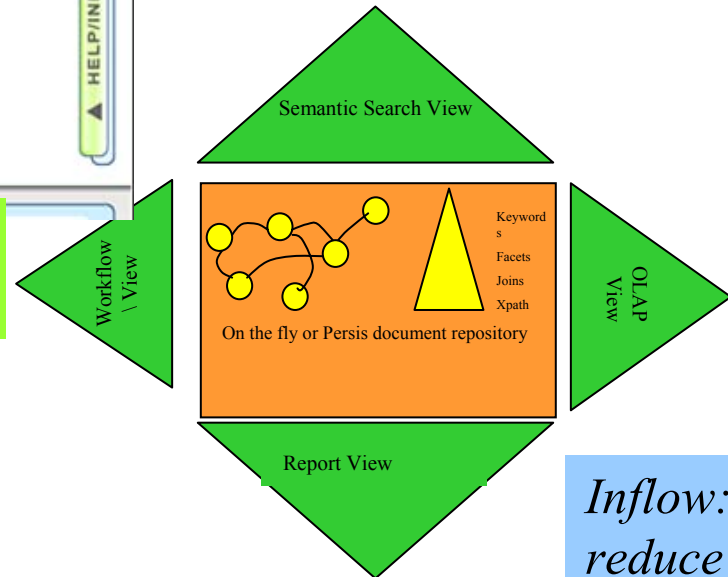 HELP/IN
Semantic Search View
Workflow
\ View
Keyword
s
Facets
Joins
Xpath
On the fly or Persis document repository
OLAP
View
Report View
Inflow:
reduce